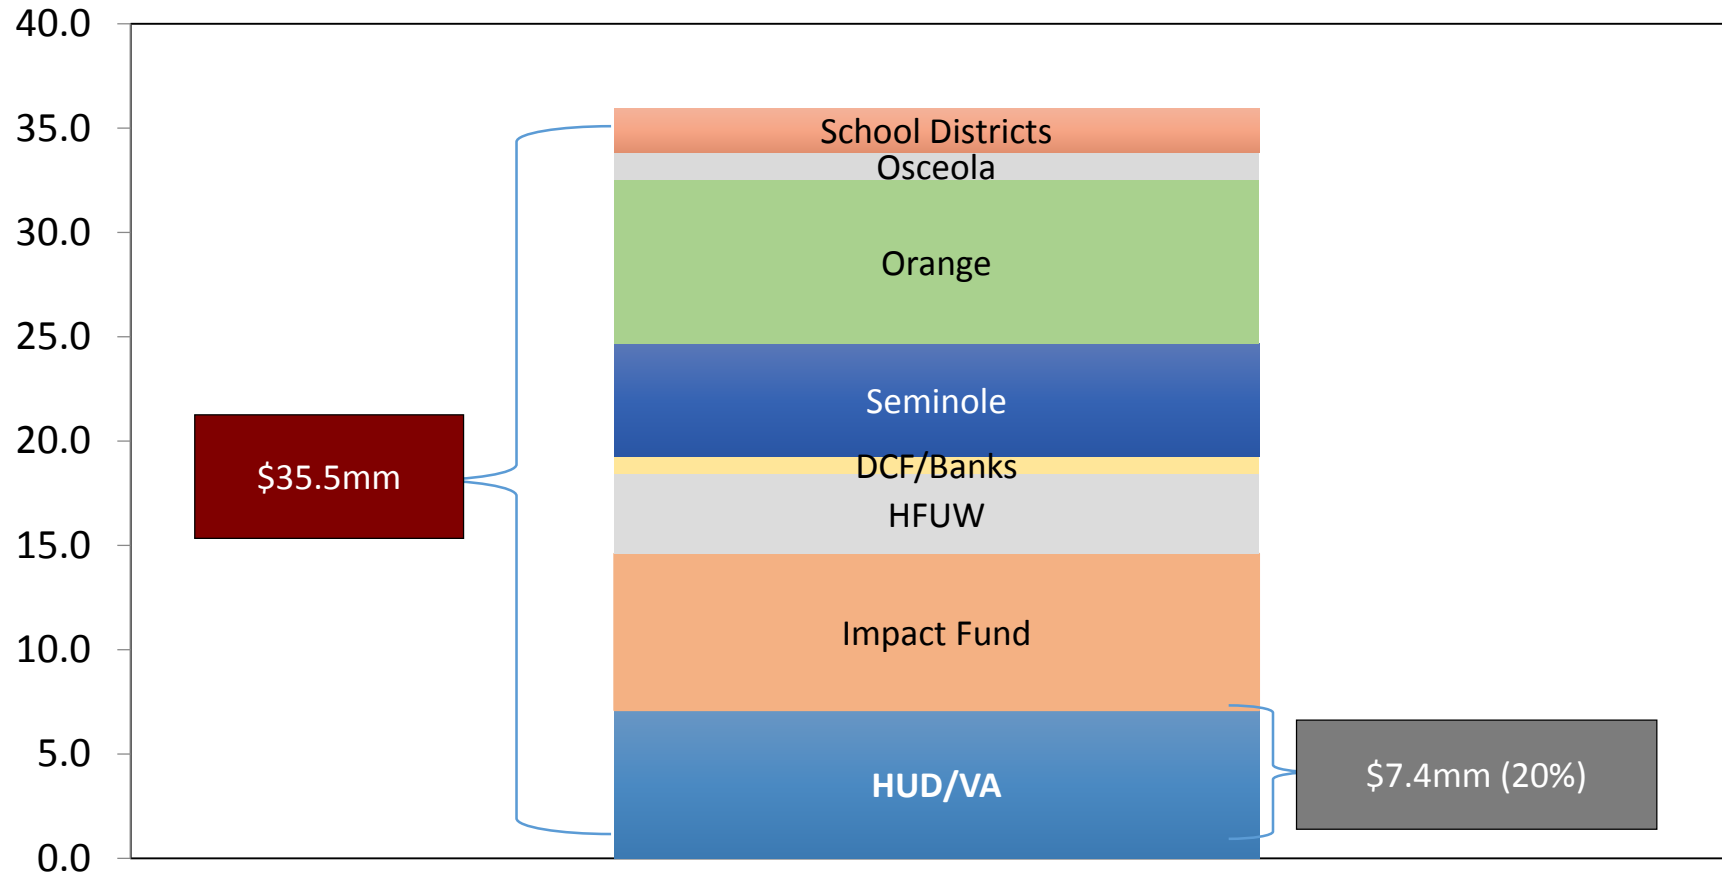 40.0
35.0
30.0
25.0
20.0
15.0
10.0
5.0
0.0
School Districts
Osceola
Orange
Seminole
DCF/Banks
HFUW
Impact Fund
HUD/VA
$35.5mm
$7.4mm (20%)